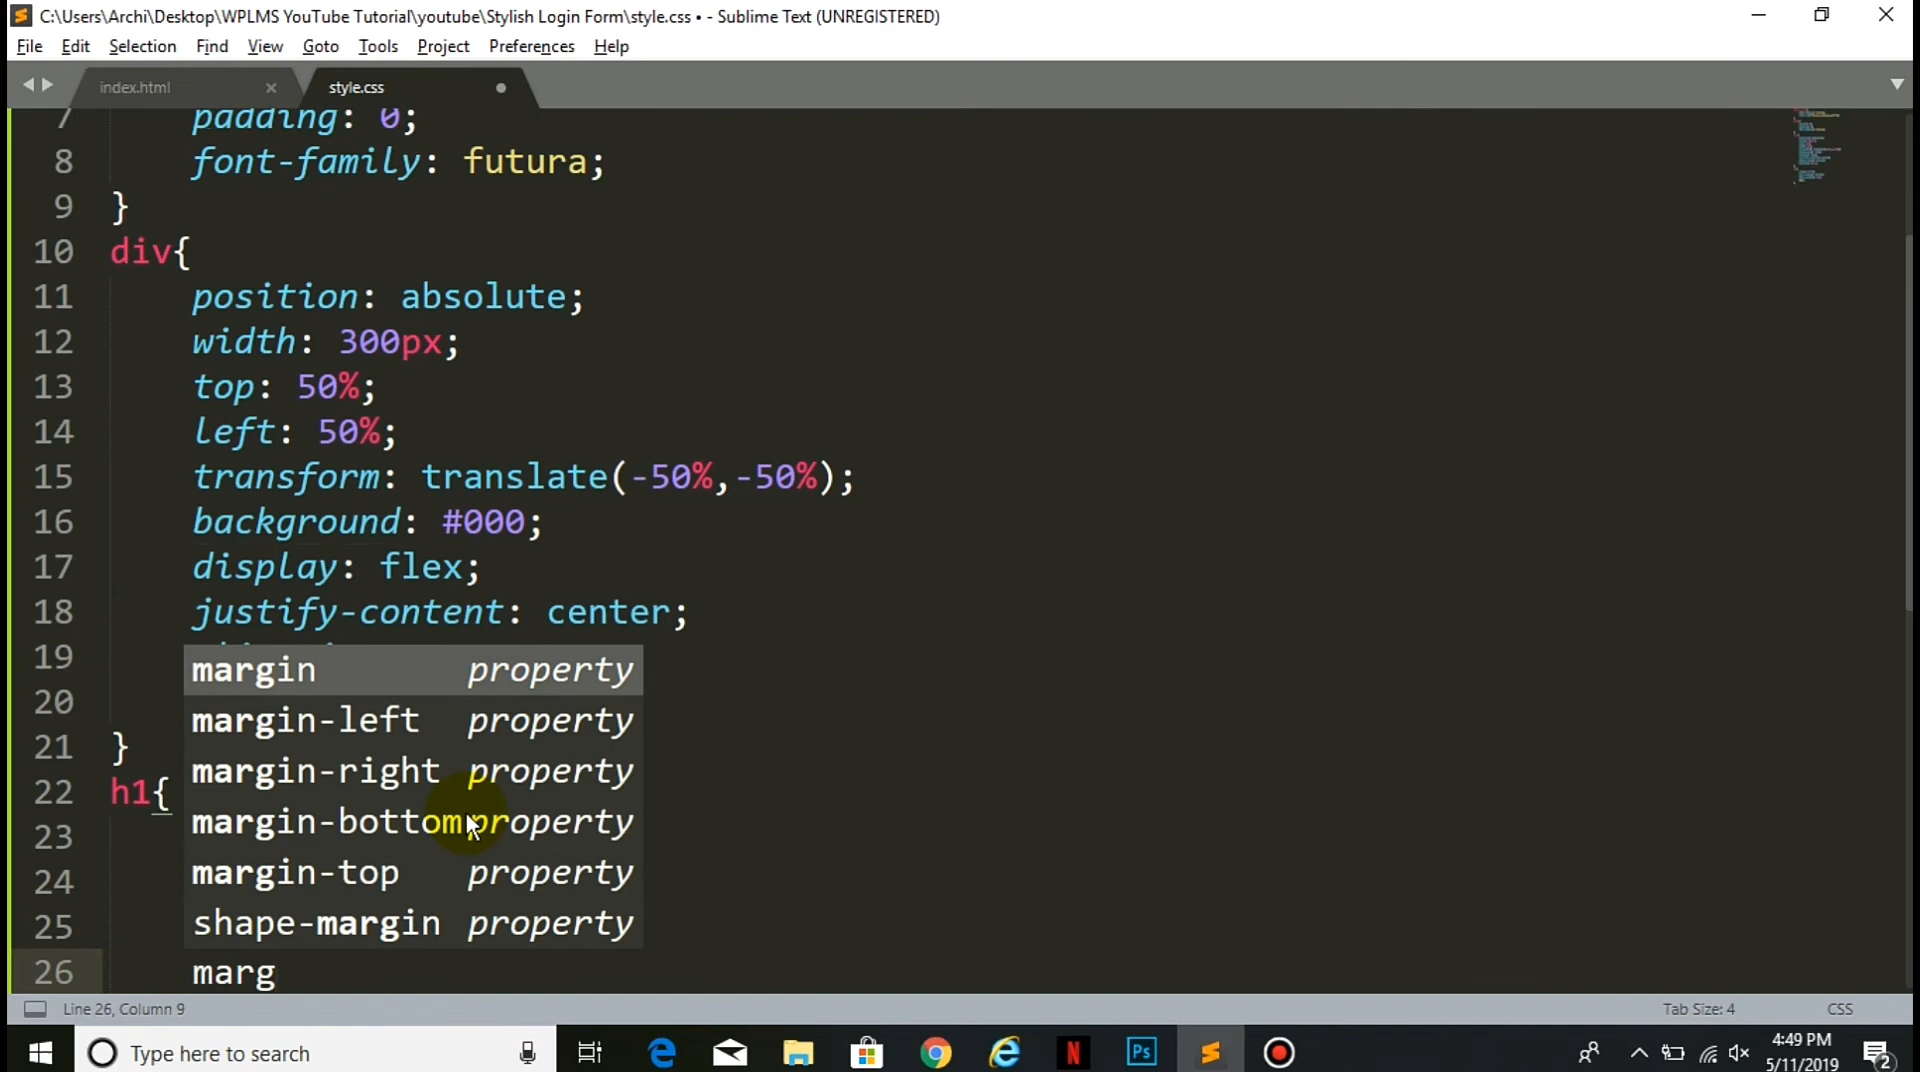 C:\Users\Archi\Desktop\WPLMS YouTube Tutorial\youtube\Stylish Login Form\style.css • - Sublime Text (UNREGISTERED)
File Edit Selection Find View Goto Tools Project Preferences Help
index.html × style.css
7 padding: 0;
8 font-family: futura;
9 }
10 div{
11 position: absolute;
12 width: 300px;
13 top: 50%;
14 left: 50%;
15 transform: translate(-50%,-50%);
16 background: #000;
17 display: flex;
18 justify-content: center;
19
margin property
20
margin-left property
21 }
margin-right property
22 h1{
margin-bottom property
23
24
margin-top property
25
shape-margin property
26 marg
Line 26, Column 9 Tab Size: 4 CSS
Type here to search
Ps
4:49 PM
5/11/2019
2